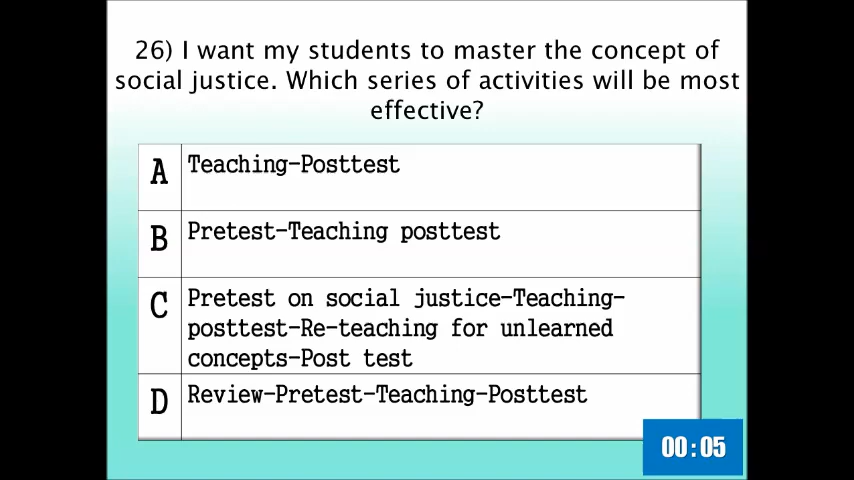 26) I want my students to master the concept of
social justice. Which series of activities will be most
effective?
A
Teaching-Posttest
B
Pretest-Teaching posttest
C
Pretest on social justice-Teaching-
posttest-Re-teaching for unlearned
concepts-Post test
D
Review-Pretest-Teaching-Posttest
00:05